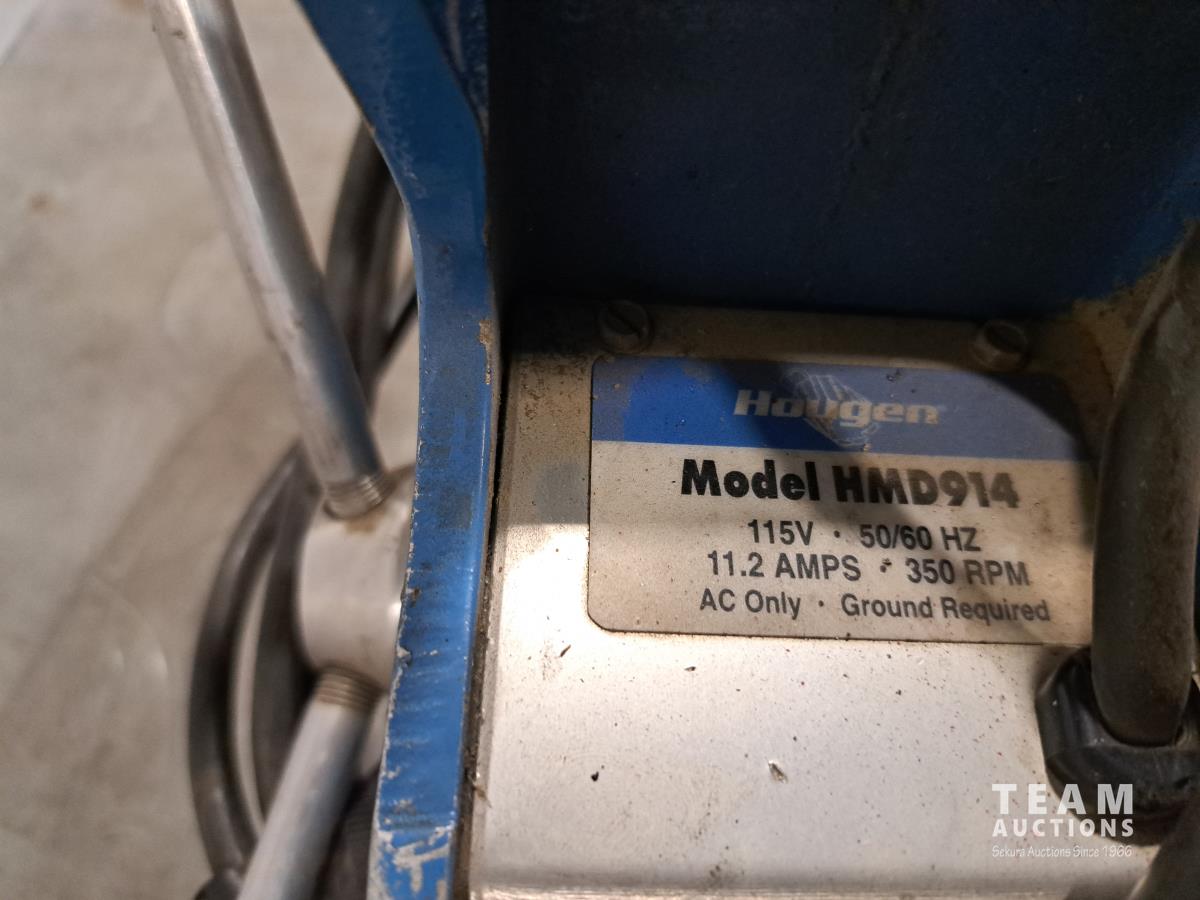 Hougen
Model HMD914
115V · 50/60 HZ
11.2 AMPS · 350 RPM
AC Only · Ground Required
TEAM
AUCTIONS
Sekura Auctions Since 1966